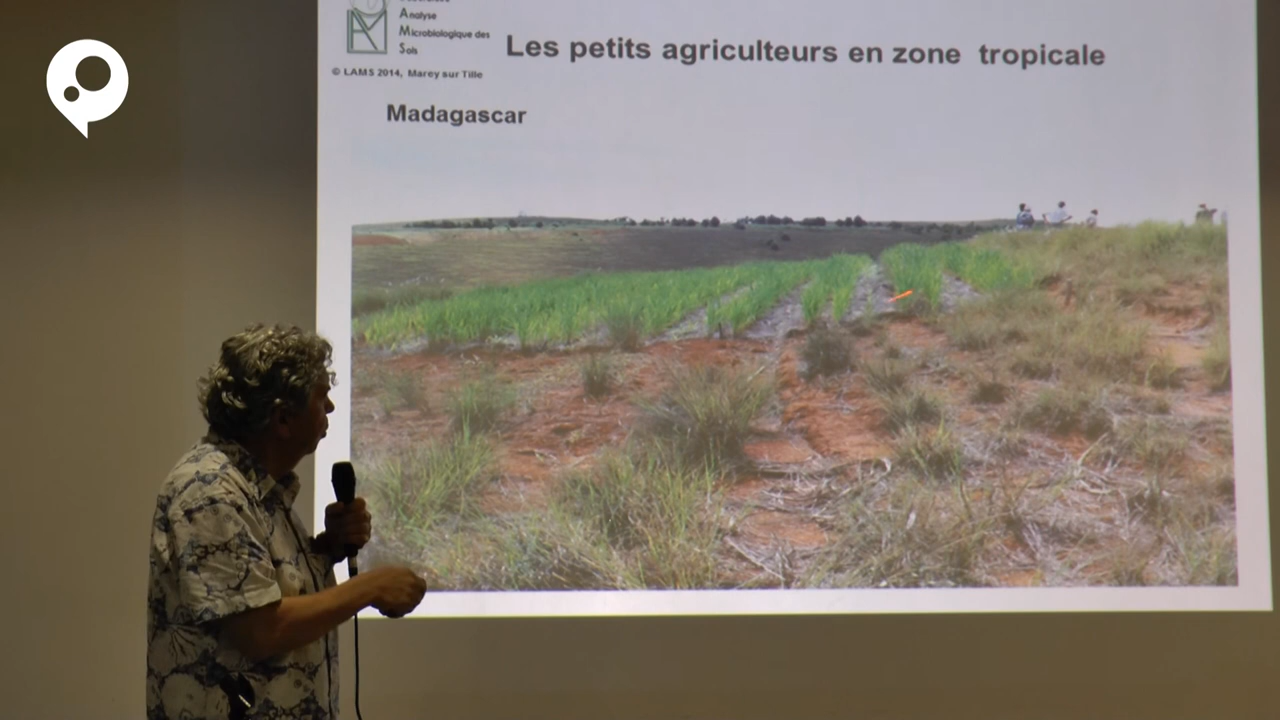 Analyse
Microbiologique des
Sols
© LAMS 2014, Marey sur Tille
Les petits agriculteurs en zone tropicale
Madagascar